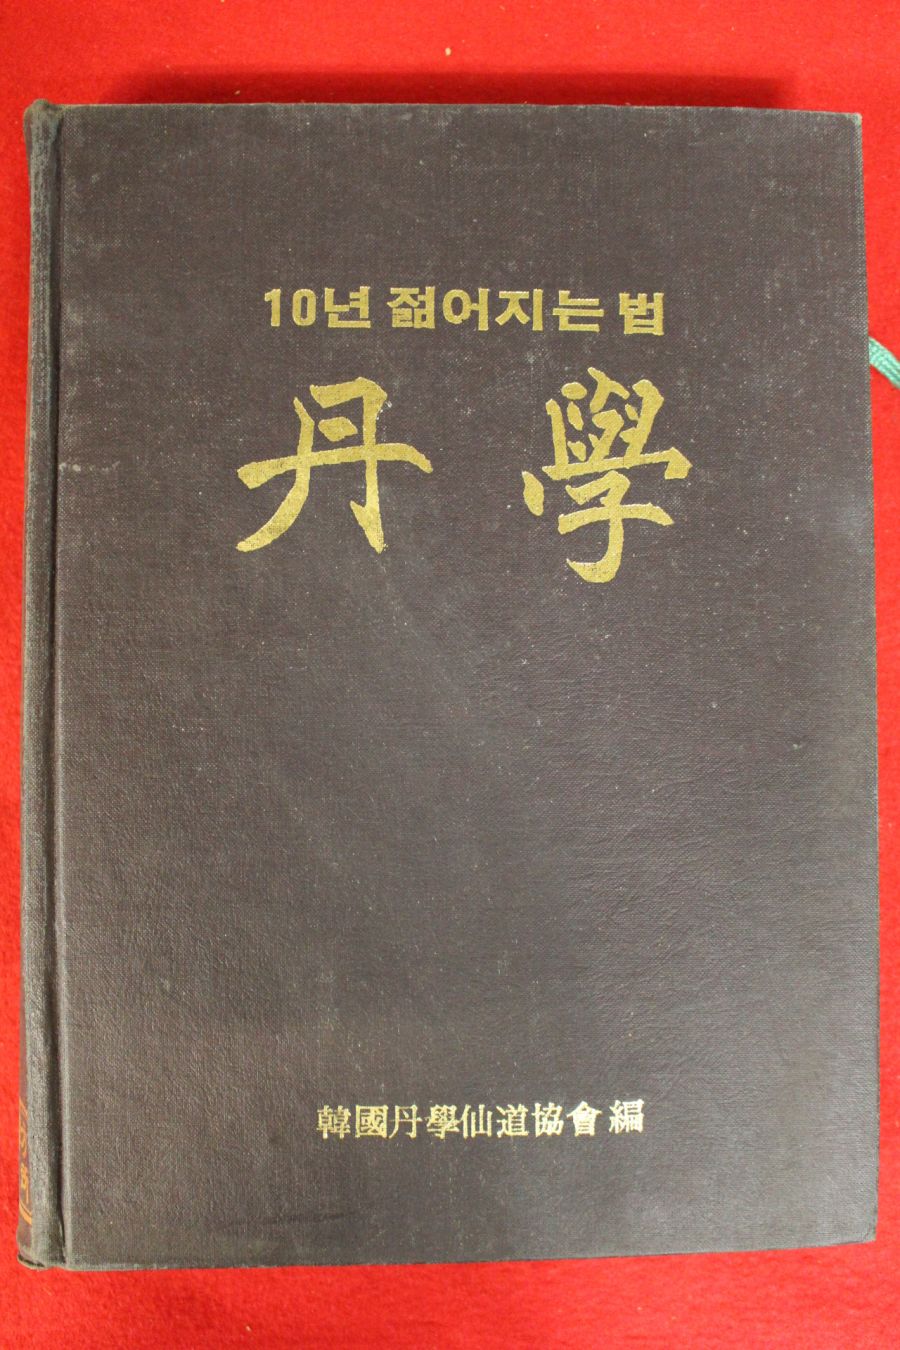 10년 젊어지는 법
丹學
韓國丹學仙道協會 編